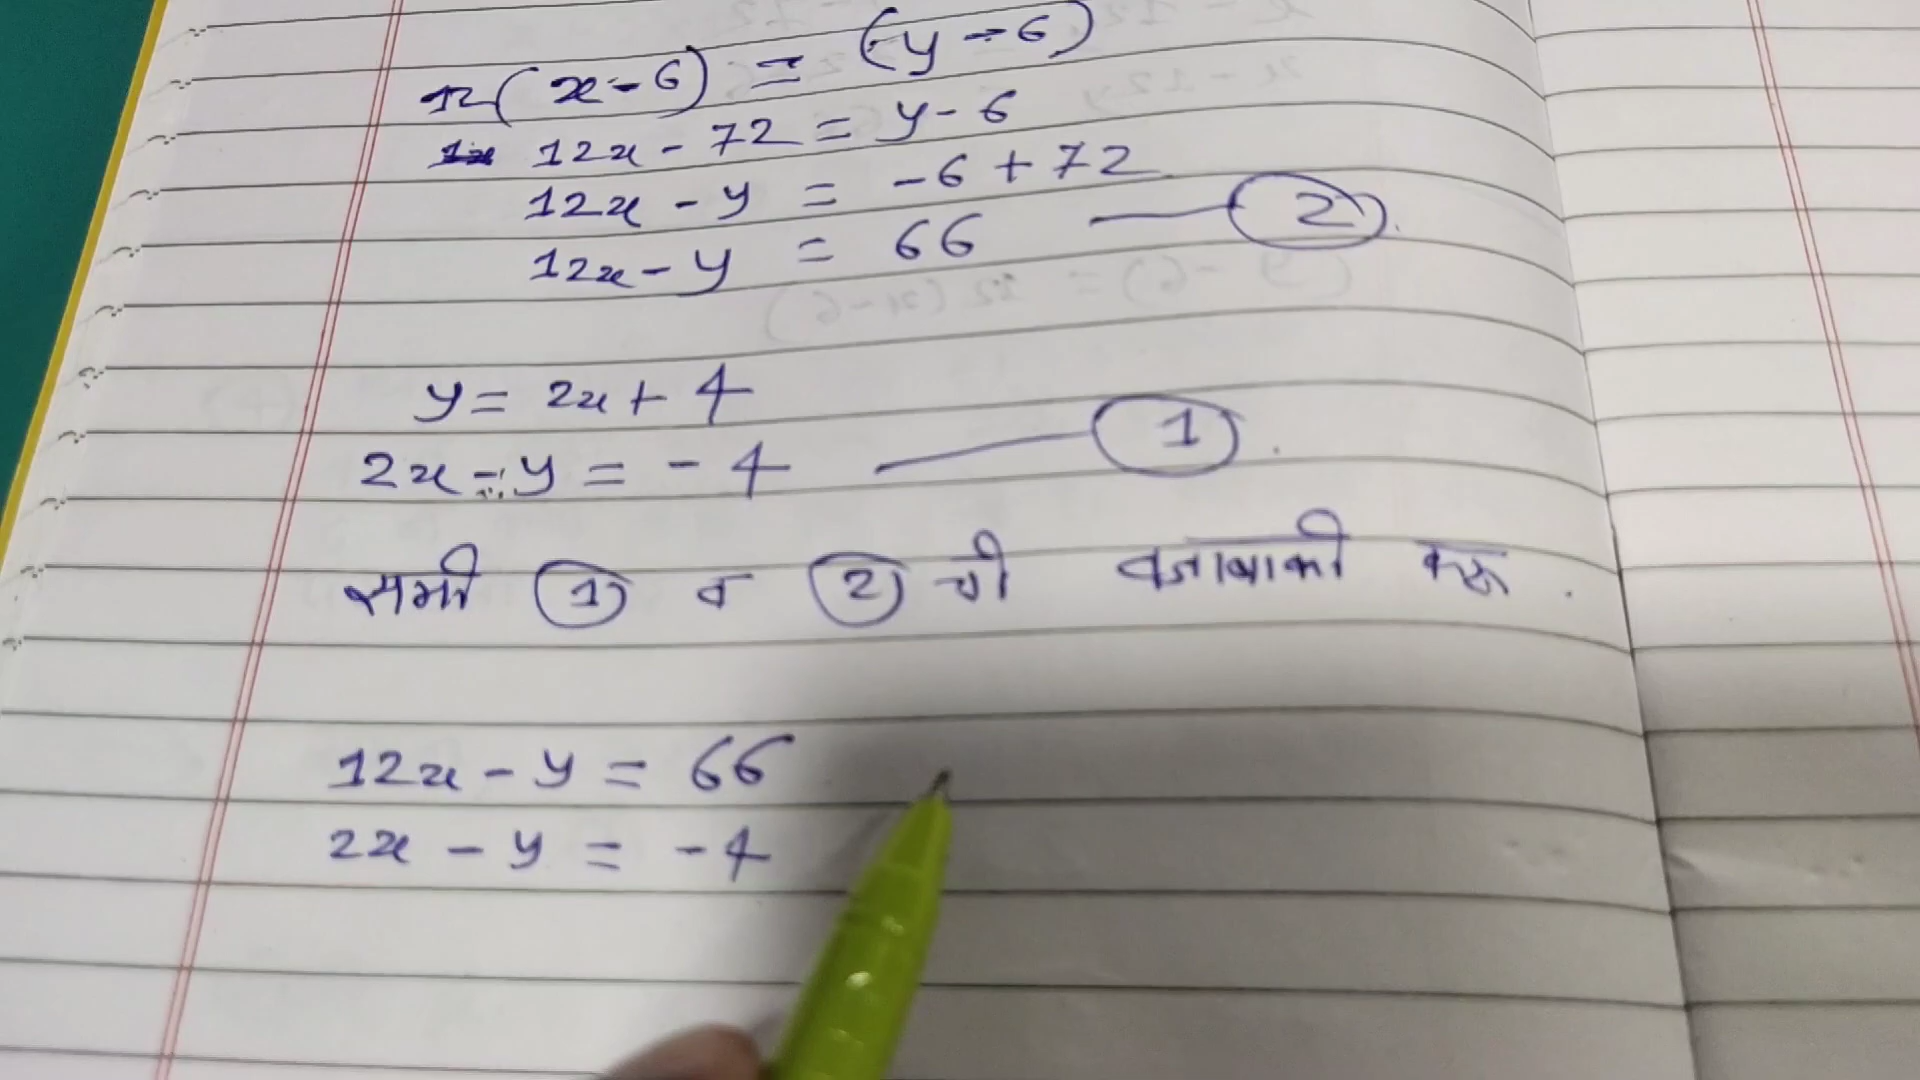 12(x-6) = (y-6)
12x - 72 = y - 6
12x - y = -6 + 72
12x - y = 66 — 2
y = 2x + 4
2x - y = -4 — 1
समी 1 व 2 ची वजाबाकी करू .
12x - y = 66
2x - y = -4